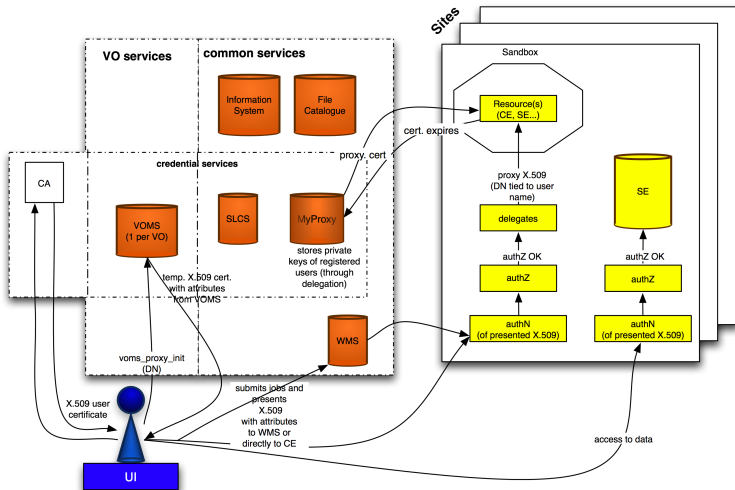 Sites
VO services
common services
Sandbox
Information
System
File
Catalogue
Resource(s)
(CE, SE...)
cert. expires
proxy. cert
credential services
CA
VOMS
(1 per VO)
SLCS
MyProxy
stores private
keys of registered
users (through
delegation)
proxy X.509
(DN tied to user
name)
SE
delegates
authZ OK
authZ OK
authZ
authZ
temp. X.509 cert.
with attributes
from VOMS
WMS
authN
(of presented X.509)
authN
(of presented X.509)
voms_proxy_init
(DN)
X.509 user
certificate
submits jobs and
presents
X.509
with attributes
to WMS or
directly to CE
access to data
UI